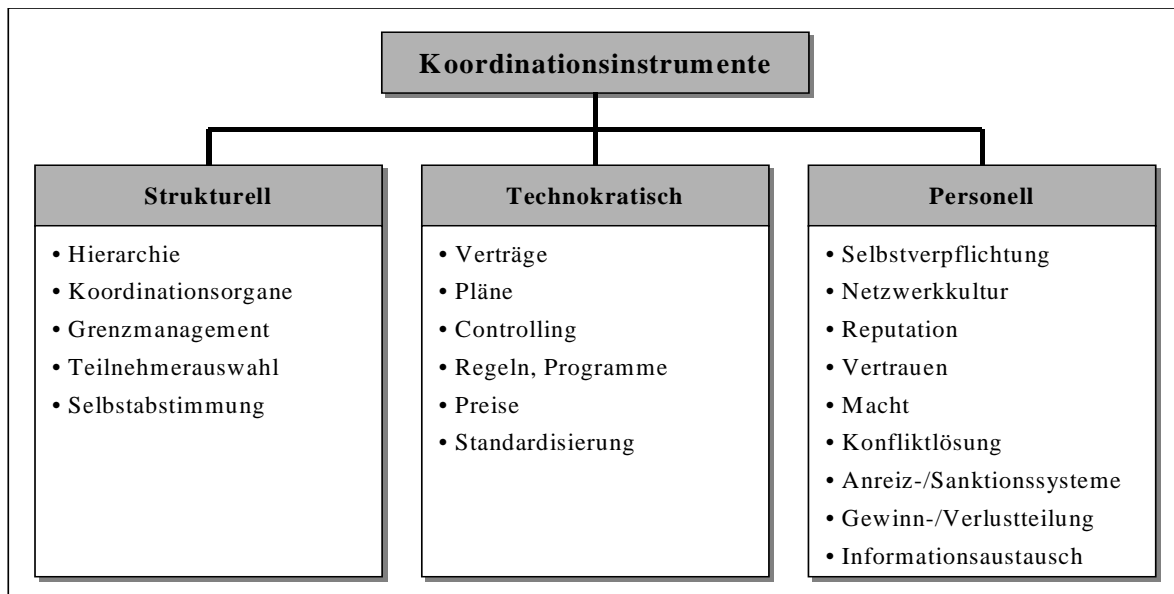 Koordinationsinstrumente
Strukturell
• Hierarchie
• Koordinationsorgane
• Grenzmanagement
• Teilnehmerauswahl
• Selbstabstimmung
Technokratisch
• Verträge
• Pläne
• Controlling
• Regeln, Programme
• Preise
• Standardisierung
Personell
• Selbstverpflichtung
• Netzwerkkultur
• Reputation
• Vertrauen
• Macht
• Konfliktlösung
• Anreiz-/Sanktionssysteme
• Gewinn-/Verlustteilung
• Informationsaustausch